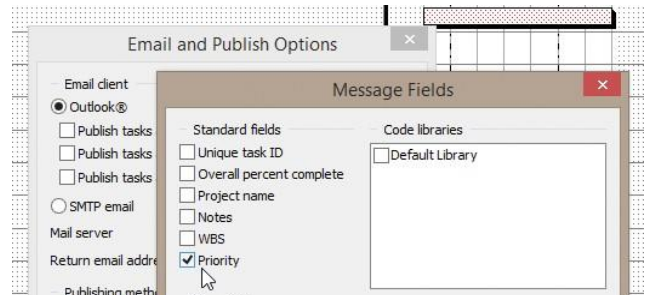 Email and Publish Options
Message Fields
Email client
Outlook®
Publish tasks
Publish tasks
Publish tasks
SMTP email
Mail server
Return email addre
Publishing meth
Standard fields
Unique task ID
Overall percent complete
Project name
Notes
WBS
Priority
Code libraries
Default Library